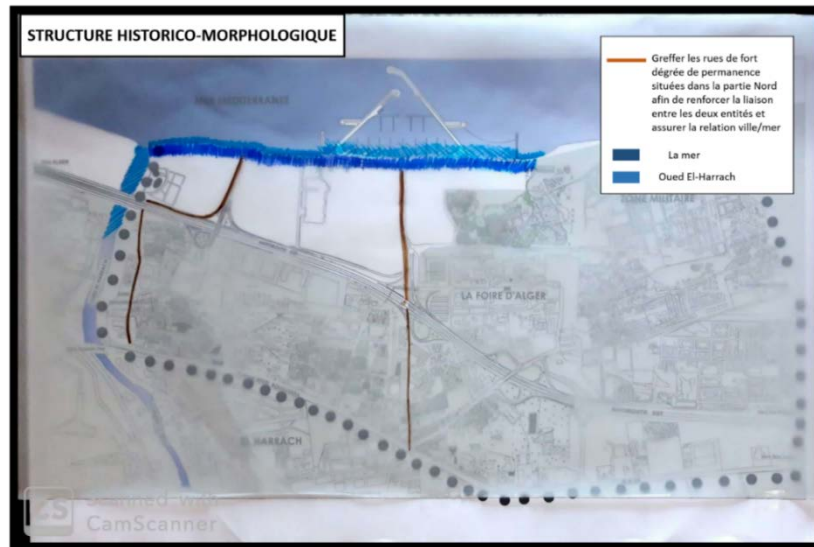 STRUCTURE HISTORICO-MORPHOLOGIQUE
Greffer les rues de fort
dégrée de permanence
situées dans la partie Nord
afin de renforcer la liaison
entre les deux entités et
assurer la relation ville/mer
La mer
Oued El-Harrach
MER MEDITERRANEE
ZONE MILITAIRE
LA FOIRE D'ALGER
EL HARRACH
CS Scanned with
CamScanner